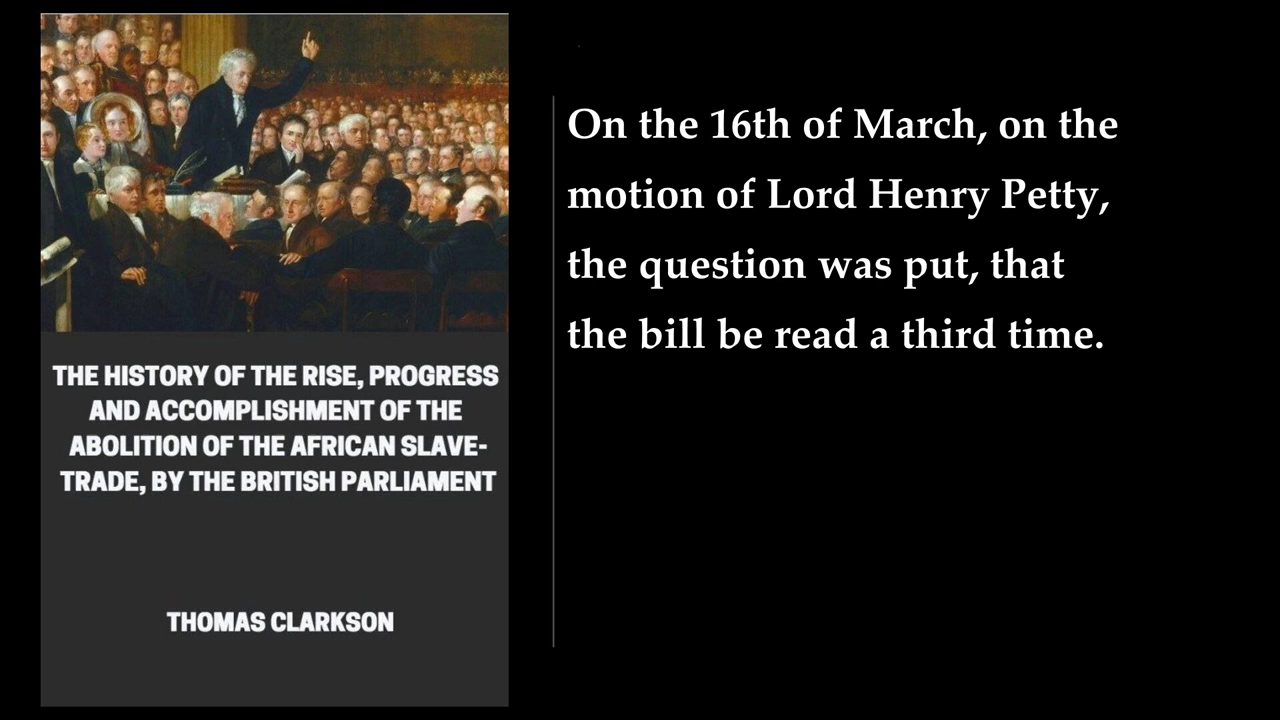 THE HISTORY OF THE RISE, PROGRESS
AND ACCOMPLISHMENT OF THE
ABOLITION OF THE AFRICAN SLAVE-
TRADE, BY THE BRITISH PARLIAMENT
THOMAS CLARKSON
On the 16th of March, on the
motion of Lord Henry Petty,
the question was put, that
the bill be read a third time.